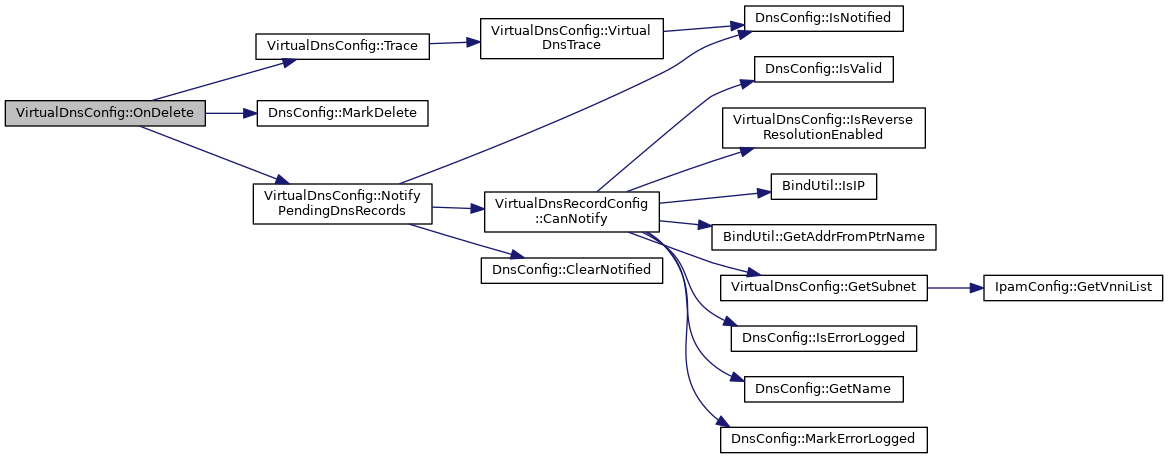 VirtualDnsConfig::OnDelete
VirtualDnsConfig::Trace
DnsConfig::MarkDelete
VirtualDnsConfig::Notify
PendingDnsRecords
VirtualDnsConfig::Virtual
DnsTrace
VirtualDnsRecordConfig
::CanNotify
DnsConfig::ClearNotified
DnsConfig::IsNotified
DnsConfig::IsValid
VirtualDnsConfig::IsReverse
ResolutionEnabled
BindUtil::IsIP
BindUtil::GetAddrFromPtrName
VirtualDnsConfig::GetSubnet
DnsConfig::IsErrorLogged
DnsConfig::GetName
DnsConfig::MarkErrorLogged
IpamConfig::GetVnniList